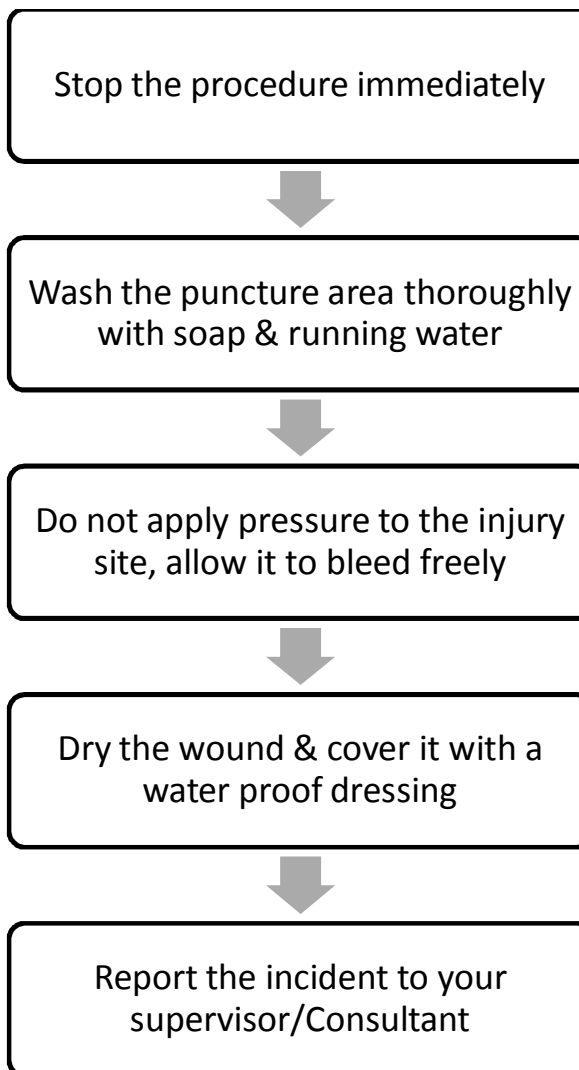 Stop the procedure immediately
Wash the puncture area thoroughly
with soap & running water
Do not apply pressure to the injury
site, allow it to bleed freely
Dry the wound & cover it with a
water proof dressing
Report the incident to your
supervisor/Consultant